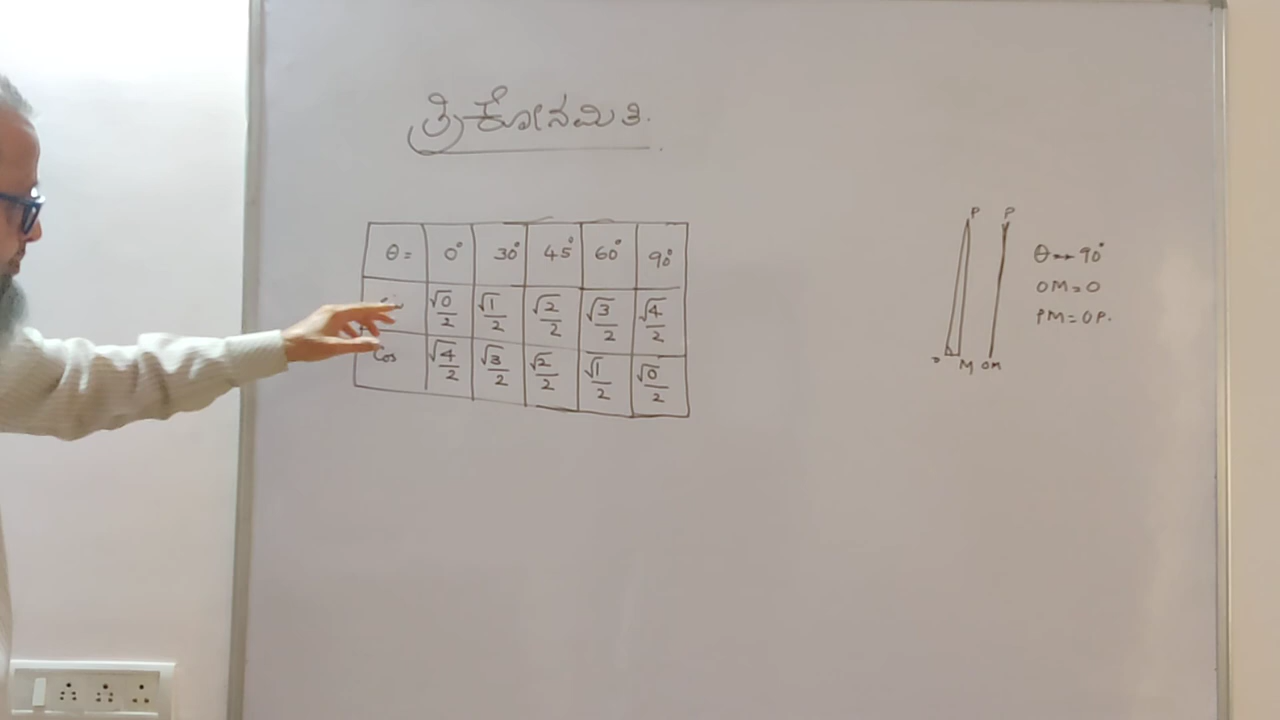 ತ್ರಿಕೋನಮಿತಿ.
θ = 0° 30° 45° 60° 90°
√0/2 √1/2 √2/2 √3/2 √4/2
Cos √4/2 √3/2 √2/2 √1/2 √0/2
P P
θ → 90°
OM = 0
PM = OP.
O M OM